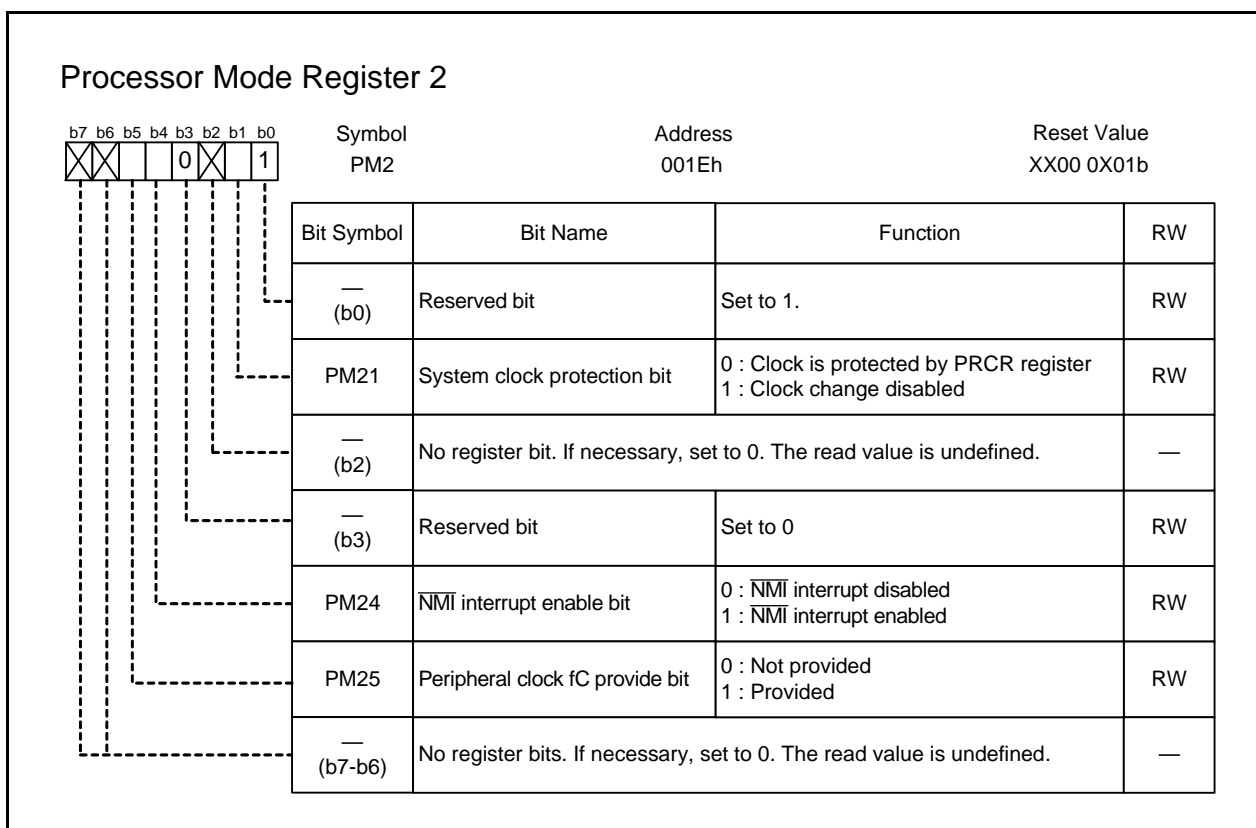 Processor Mode Register 2
b7 b6 b5 b4 b3 b2 b1 b0
Symbol Address Reset Value
0 1
PM2 001Eh XX00 0X01b
Bit Symbol Bit Name Function RW
—
(b0)
Reserved bit Set to 1. RW
PM21 System clock protection bit
0 : Clock is protected by PRCR register
1 : Clock change disabled
RW
—
(b2)
No register bit. If necessary, set to 0. The read value is undefined. —
—
(b3)
Reserved bit Set to 0 RW
PM24 N̅M̅I̅ interrupt enable bit
0 : N̅M̅I̅ interrupt disabled
1 : N̅M̅I̅ interrupt enabled
RW
PM25 Peripheral clock fC provide bit
0 : Not provided
1 : Provided
RW
—
(b7-b6)
No register bits. If necessary, set to 0. The read value is undefined. —